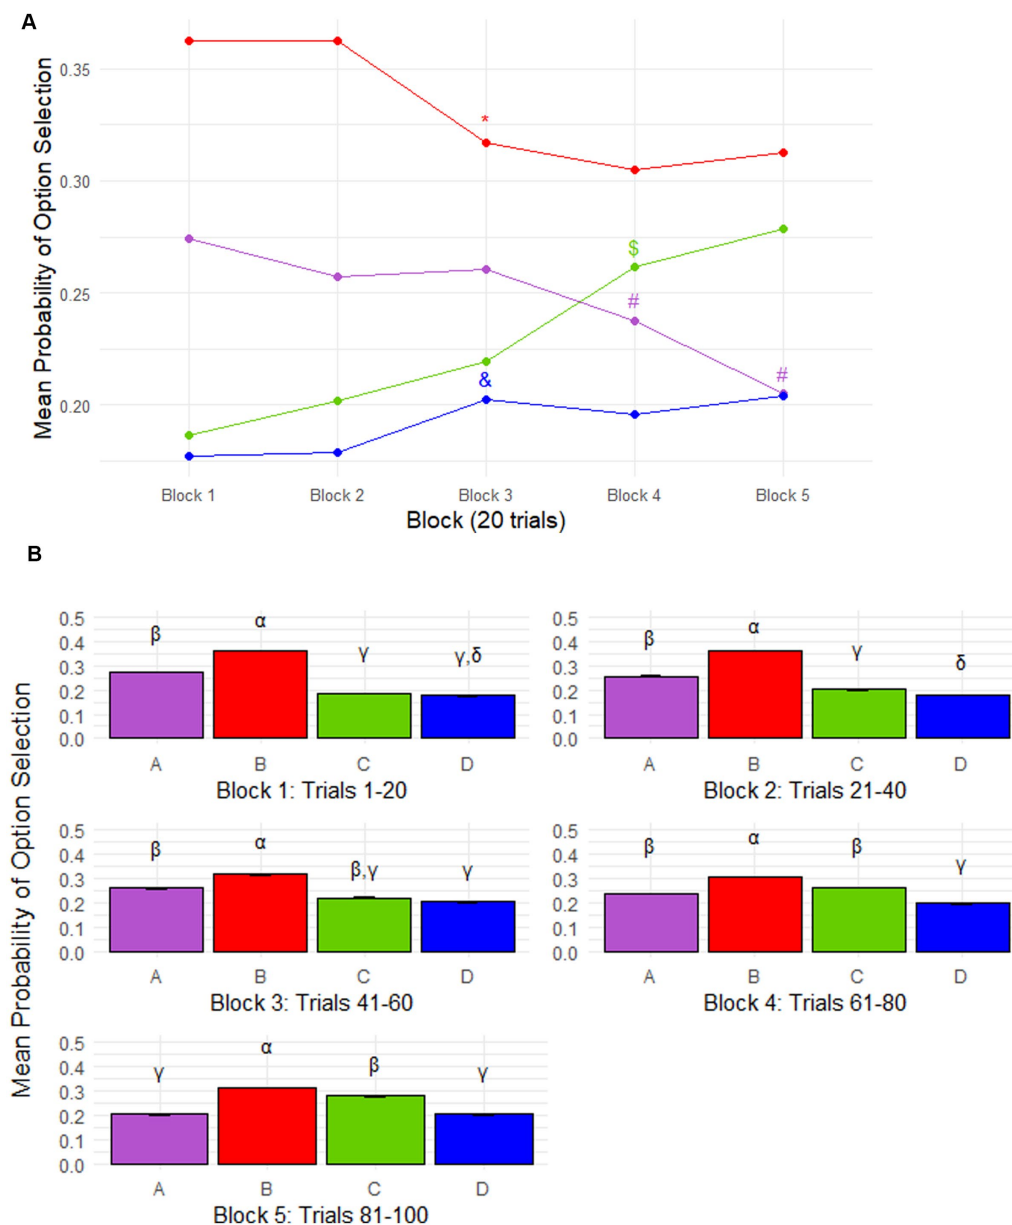 A
Mean Probability of Option Selection
0.35
0.30
0.25
0.20
*
$
#
&
#
Block 1 Block 2 Block 3 Block 4 Block 5
Block (20 trials)
B
Mean Probability of Option Selection
0.5
0.4
0.3
0.2
0.1
0.0
β α γ γ,δ
A B C D
Block 1: Trials 1-20
0.5
0.4
0.3
0.2
0.1
0.0
β α γ δ
A B C D
Block 2: Trials 21-40
0.5
0.4
0.3
0.2
0.1
0.0
β α β,γ γ
A B C D
Block 3: Trials 41-60
0.5
0.4
0.3
0.2
0.1
0.0
β α β γ
A B C D
Block 4: Trials 61-80
0.5
0.4
0.3
0.2
0.1
0.0
γ α β γ
A B C D
Block 5: Trials 81-100